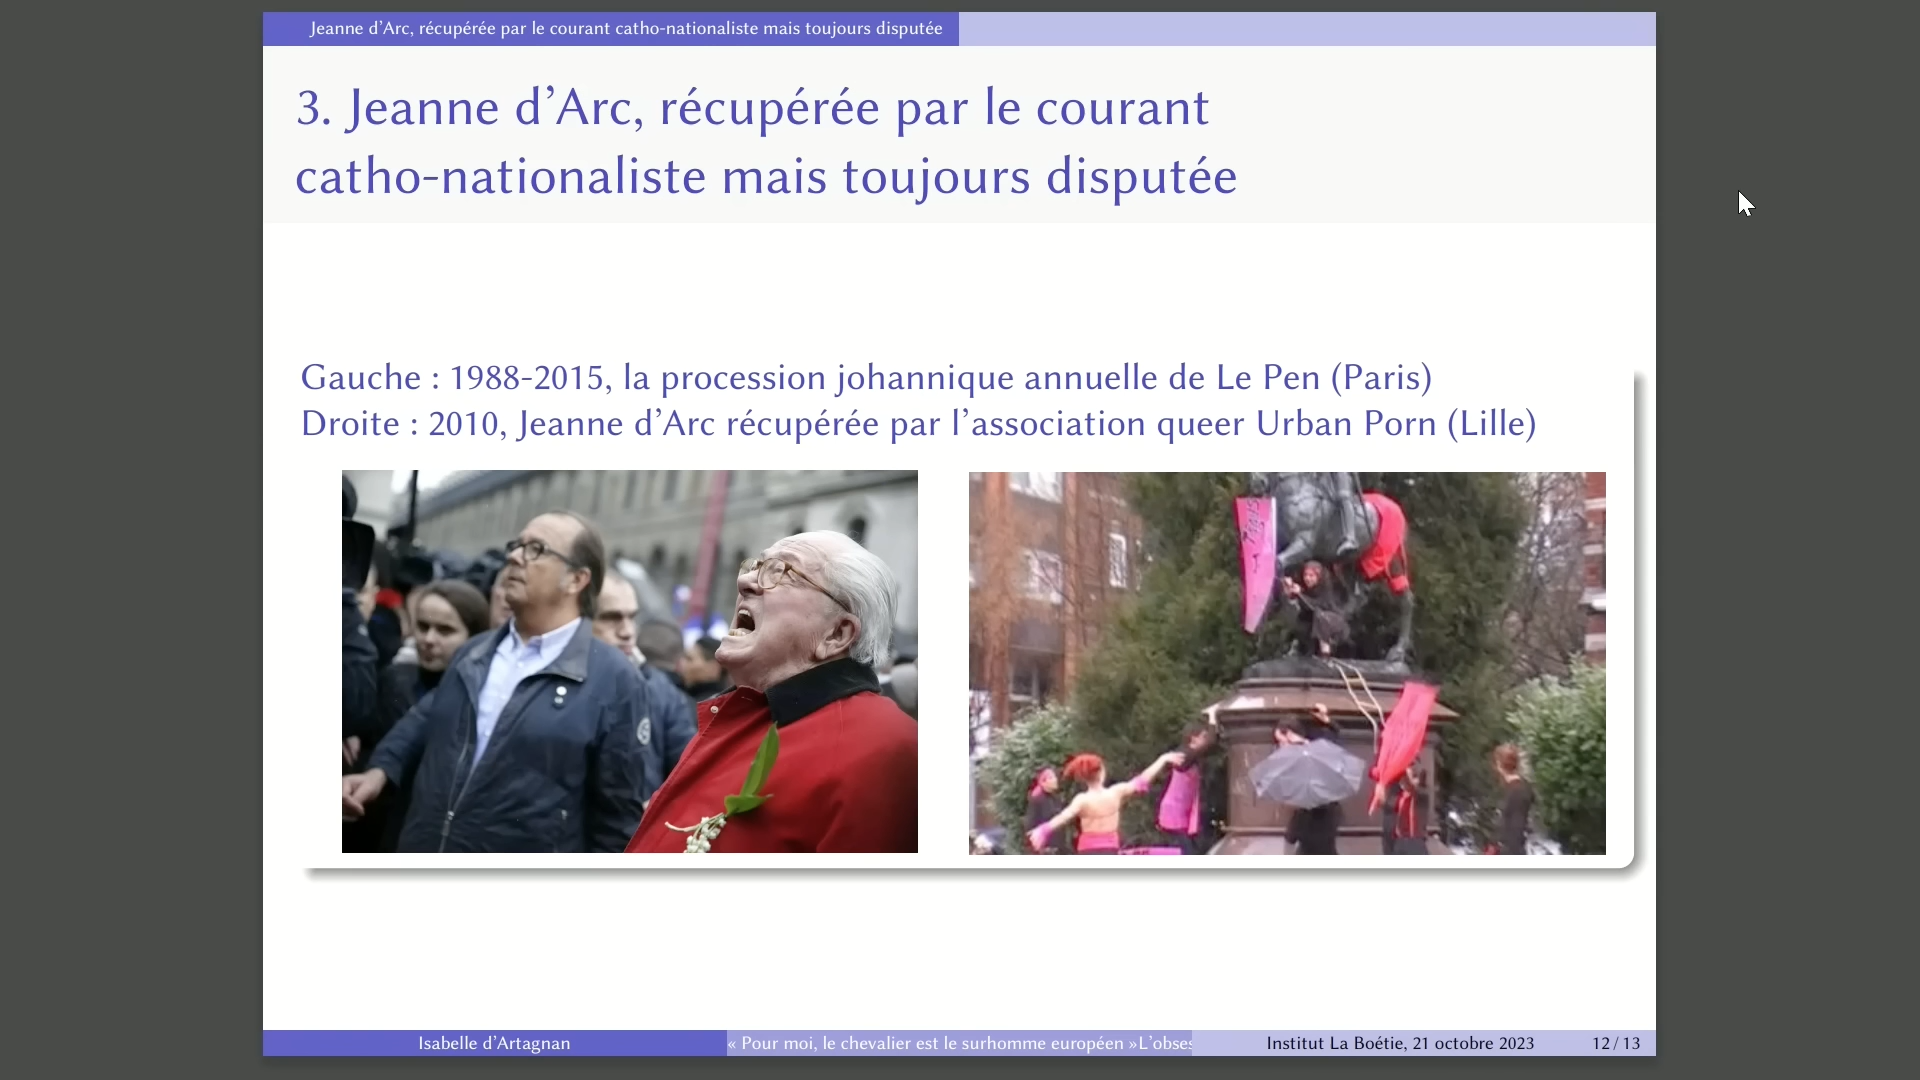 Jeanne d’Arc, récupérée par le courant catho-nationaliste mais toujours disputée
3. Jeanne d’Arc, récupérée par le courant
catho-nationaliste mais toujours disputée
Gauche : 1988-2015, la procession johannique annuelle de Le Pen (Paris)
Droite : 2010, Jeanne d’Arc récupérée par l’association queer Urban Porn (Lille)
Isabelle d’Artagnan
« Pour moi, le chevalier est le surhomme européen »L’obses
Institut La Boétie, 21 octobre 2023
12 / 13